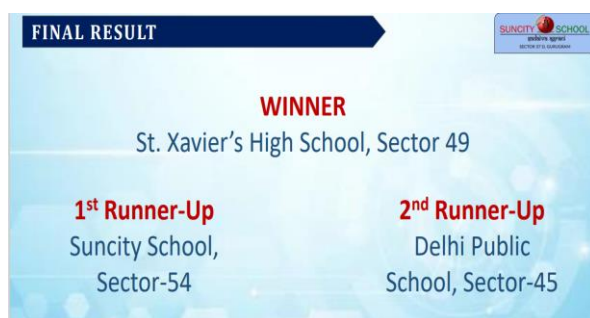 FINAL RESULT
SUNCITY SCHOOL
WINNER
St. Xavier’s High School, Sector 49
1st Runner-Up
Suncity School,
Sector-54
2nd Runner-Up
Delhi Public
School, Sector-45